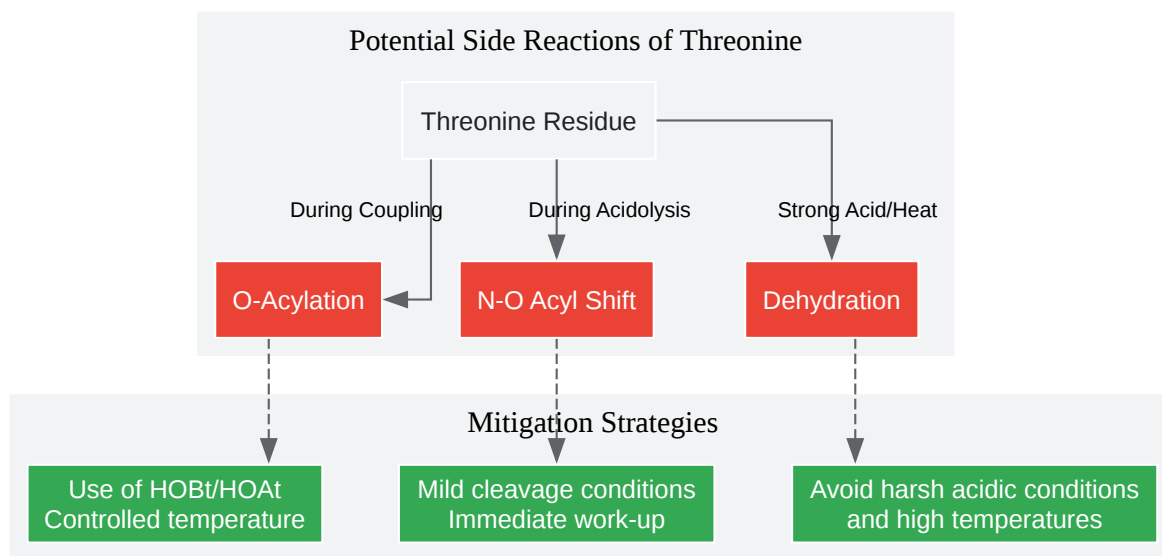 Potential Side Reactions of Threonine
Threonine Residue
During Coupling
During Acidolysis
Strong Acid/Heat
O-Acylation
N-O Acyl Shift
Dehydration
Mitigation Strategies
Use of HOBt/HOAt
Controlled temperature
Mild cleavage conditions
Immediate work-up
Avoid harsh acidic conditions
and high temperatures